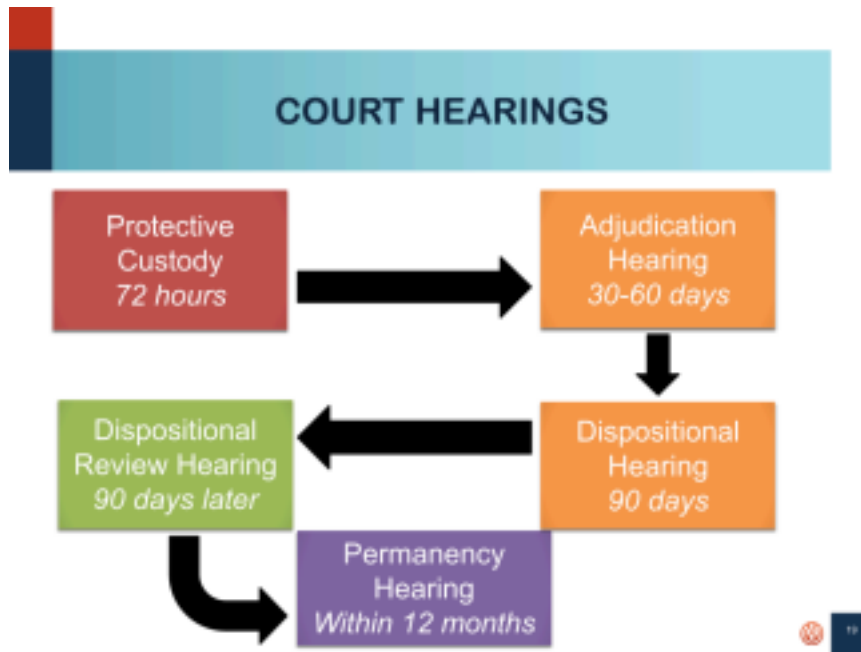 COURT HEARINGS
Protective
Custody
72 hours
Adjudication
Hearing
30-60 days
Dispositional
Hearing
90 days
Dispositional
Review Hearing
90 days later
Permanency
Hearing
Within 12 months
19